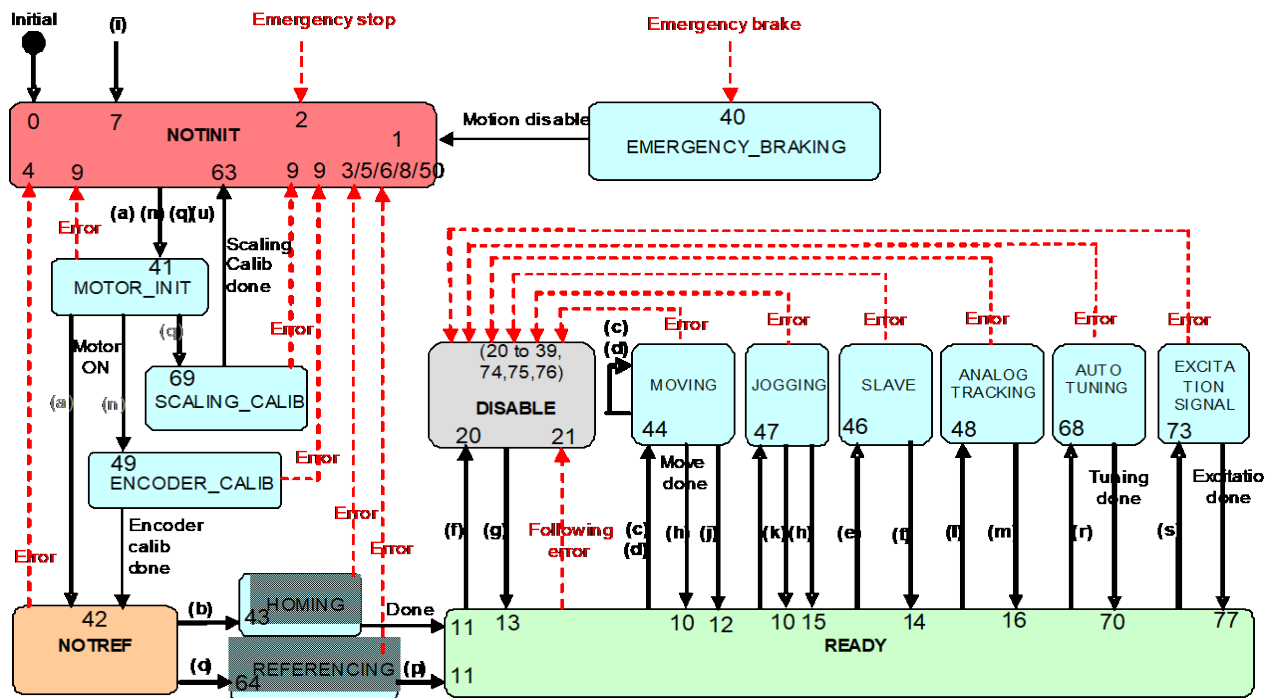 Initial
(i)
Emergency stop
Emergency brake
0
7
2
1
NOTINIT
4
9
63
9
9
3/5/6/8/50
Motion disable
40
EMERGENCY_BRAKING
(a) (n) (q)(u)
Error
Scaling
Calib
done
41
MOTOR_INIT
Motor
ON
(q)
(a)
(n)
Error
69
SCALING_CALIB
49
ENCODER_CALIB
Error
Encoder
calib
done
Error
Error
Error
(20 to 39,
74,75,76)
DISABLE
20
21
(c)
(d)
Error
MOVING
44
Error
JOGGING
47
Error
SLAVE
46
Error
ANALOG
TRACKING
48
Error
AUTO
TUNING
68
Error
EXCITA
TION
SIGNAL
73
(f)
(g)
Following
error
(c)
(d)
Move
done
(h)
(j)
(k)
(h)
(e)
(f)
(l)
(m)
(r)
Tuning
done
(s)
Excitatio
done
42
NOTREF
(b)
43
HOMING
Done
64
REFERENCING
(p)
11
13
10
12
10
15
14
16
70
77
READY
11